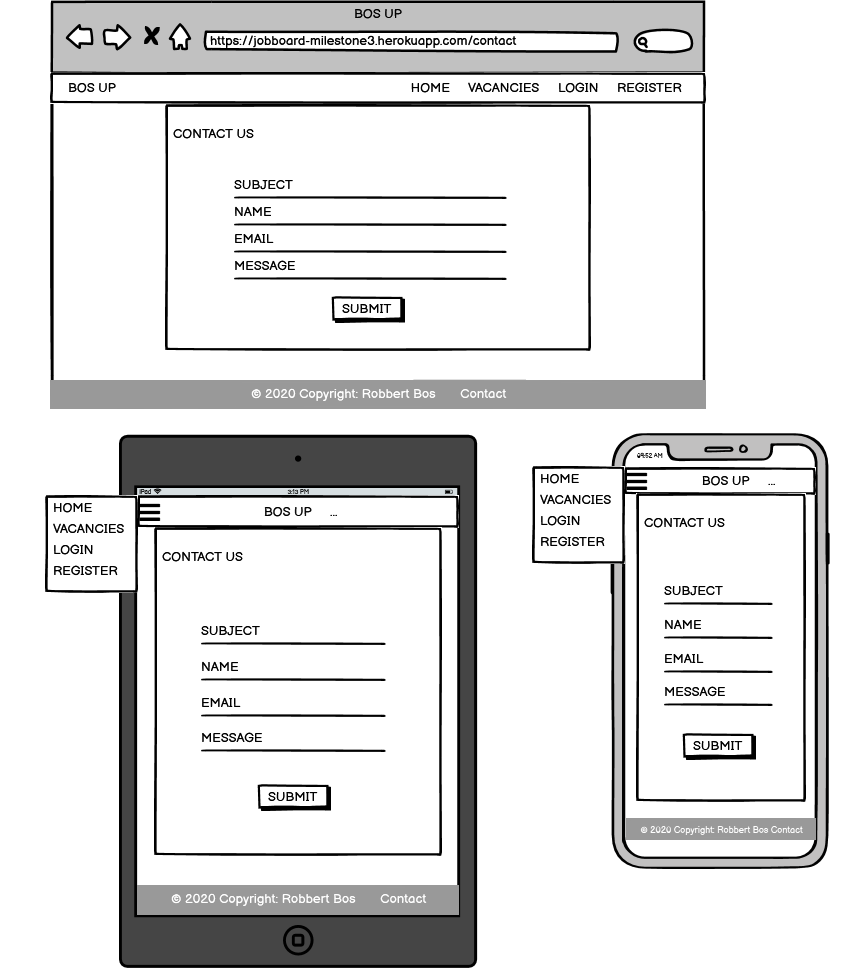 BOS UP
https://jobboard-milestone3.herokuapp.com/contact
BOS UP HOME VACANCIES LOGIN REGISTER
CONTACT US
SUBJECT
NAME
EMAIL
MESSAGE
SUBMIT
© 2020 Copyright: Robbert Bos Contact
iPod 3:13 PM
BOS UP ...
HOME
VACANCIES
LOGIN
REGISTER
CONTACT US
SUBJECT
NAME
EMAIL
MESSAGE
SUBMIT
© 2020 Copyright: Robbert Bos Contact
09:52 AM
BOS UP ...
HOME
VACANCIES
LOGIN
REGISTER
CONTACT US
SUBJECT
NAME
EMAIL
MESSAGE
SUBMIT
© 2020 Copyright: Robbert Bos Contact